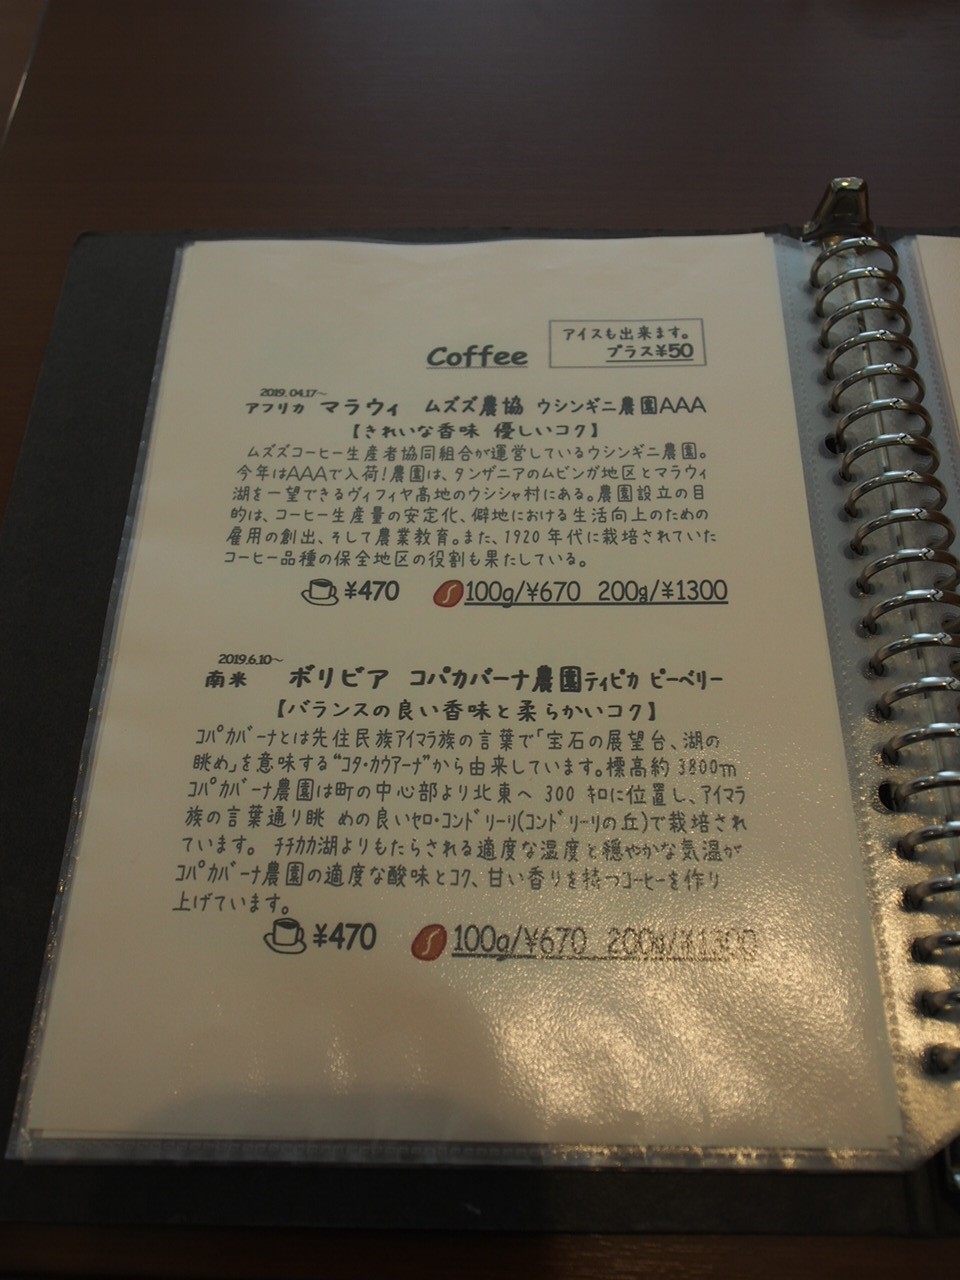 Coffee
アイスも出来ます。
プラス¥50
2019.04.17～
アフリカ マラウィ ムズズ農協 ウシンギニ農園AAA
【きれいな香味 優しいコク】
ムズズコーヒー生産者協同組合が運営しているウシンギニ農園。
今年はAAAで入荷!農園は、タンザニアのムビンガ地区とマラウィ
湖を一望できるヴィフィヤ高地のウシシャ村にある。農園設立の目
的は、コーヒー生産量の安定化、僻地における生活向上のための
雇用の創出、そして農業教育。また、1920年代に栽培されていた
コーヒー品種の保全地区の役割も果たしている。
¥470 100g/¥670 200g/¥1300
2019.6.10～
南米 ボリビア コパカバーナ農園ティピカ ピーベリー
【バランスの良い香味と柔らかいコク】
コパカバーナとは先住民族アイマラ族の言葉で「宝石の展望台、湖の
眺め」を意味する“コタ・カウアーナ”から由来しています。標高約3800m
コパカバーナ農園は町の中心部より北東へ 300 キロに位置し、アイマラ
族の言葉通り眺 めの良いセロ・コンドリーリ(コンドリーリの丘)で栽培され
ています。 チチカカ湖よりもたらされる適度な湿度と穏やかな気温が
コパカバーナ農園の適度な酸味とコク、甘い香りを持つコーヒーを作り
上げています。
¥470 100g/¥670 200g/¥1300